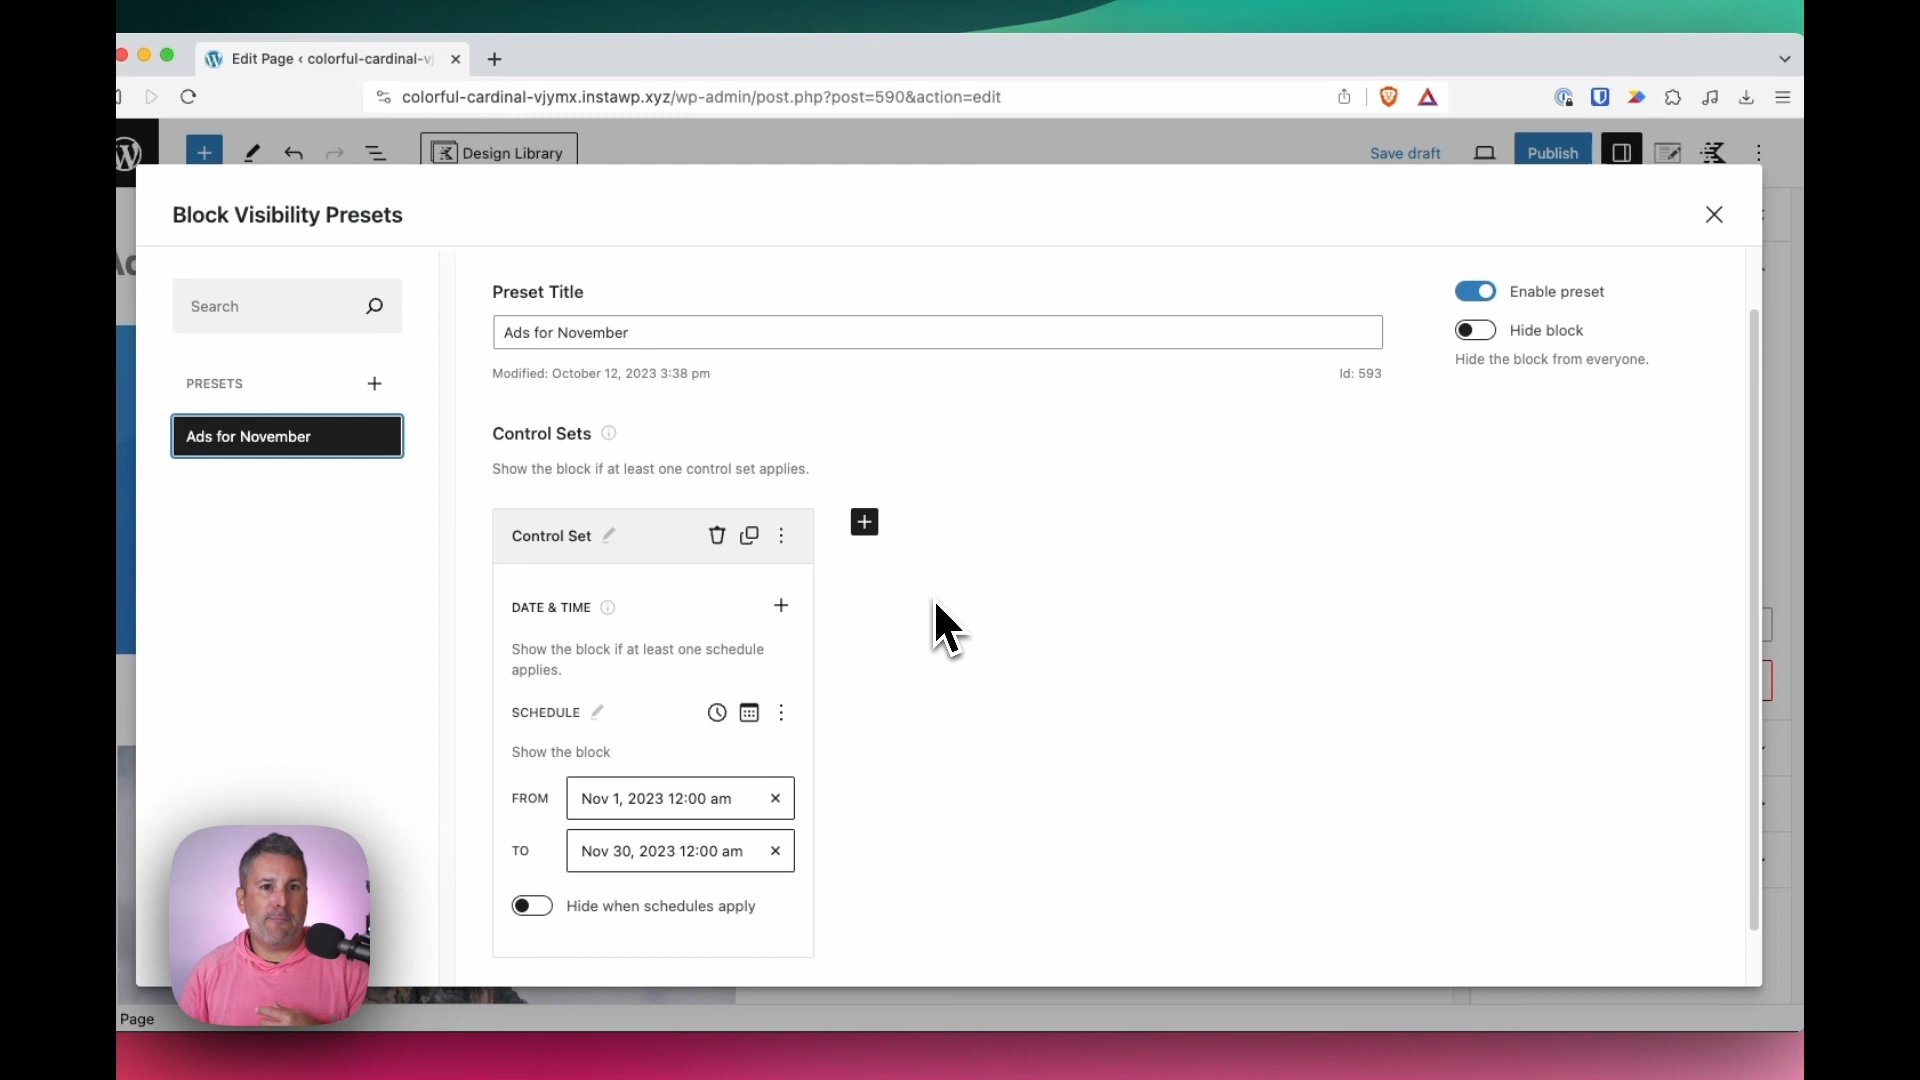 Edit Page ‹ colorful-cardinal-vj
colorful-cardinal-vjymx.instawp.xyz/wp-admin/post.php?post=590&action=edit
Design Library
Save draft
Publish
Block Visibility Presets
Search
PRESETS
Ads for November
Preset Title
Ads for November
Modified: October 12, 2023 3:38 pm
Id: 593
Enable preset
Hide block
Hide the block from everyone.
Control Sets
Show the block if at least one control set applies.
Control Set
DATE & TIME
Show the block if at least one schedule
applies.
SCHEDULE
Show the block
FROM
Nov 1, 2023 12:00 am
TO
Nov 30, 2023 12:00 am
Hide when schedules apply
Page